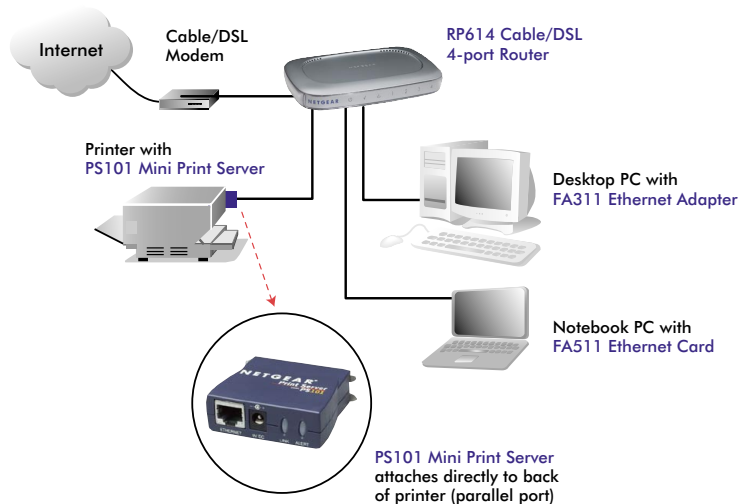 Internet
Cable/DSL
Modem
RP614 Cable/DSL
4-port Router
NETGEAR
Printer with
PS101 Mini Print Server
Desktop PC with
FA311 Ethernet Adapter
Notebook PC with
FA511 Ethernet Card
NETGEAR
Print Server
PS101
ETHERNET
LINK
ALERT
PS101 Mini Print Server
attaches directly to back
of printer (parallel port)